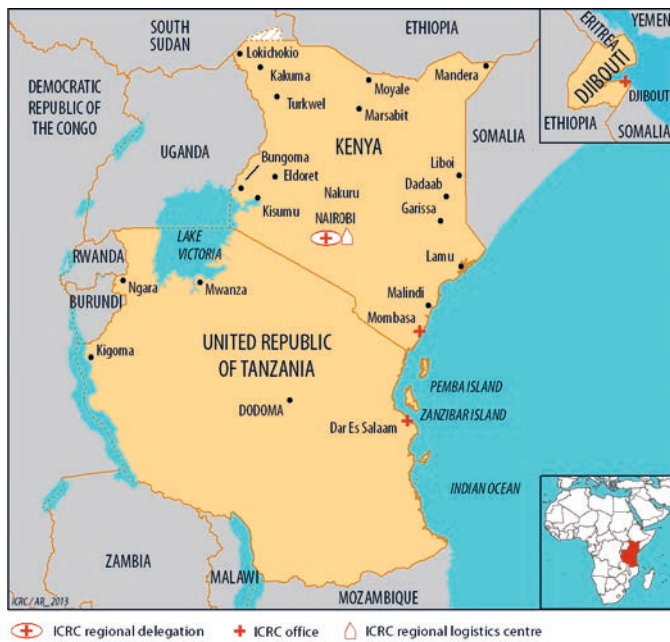 SOUTH
SUDAN
ETHIOPIA
ERITREA
YEMEN
DJIBOUTI
DJIBOUTI
ETHIOPIA
SOMALIA
Lokichokio
Kakuma
Turkwel
Moyale
Mandera
Marsabit
DEMOCRATIC
REPUBLIC OF
THE CONGO
UGANDA
KENYA
SOMALIA
Bungoma
Eldoret
Kisumu
Nakuru
NAIROBI
Liboi
Dadaab
Garissa
Lamu
LAKE
VICTORIA
RWANDA
BURUNDI
Ngara
Mwanza
Malindi
Mombasa
Kigoma
UNITED REPUBLIC
OF TANZANIA
DODOMA
PEMBA ISLAND
ZANZIBAR ISLAND
Dar Es Salaam
INDIAN OCEAN
ZAMBIA
MALAWI
MOZAMBIQUE
ICRC / AR_2013
ICRC regional delegation
ICRC office
ICRC regional logistics centre